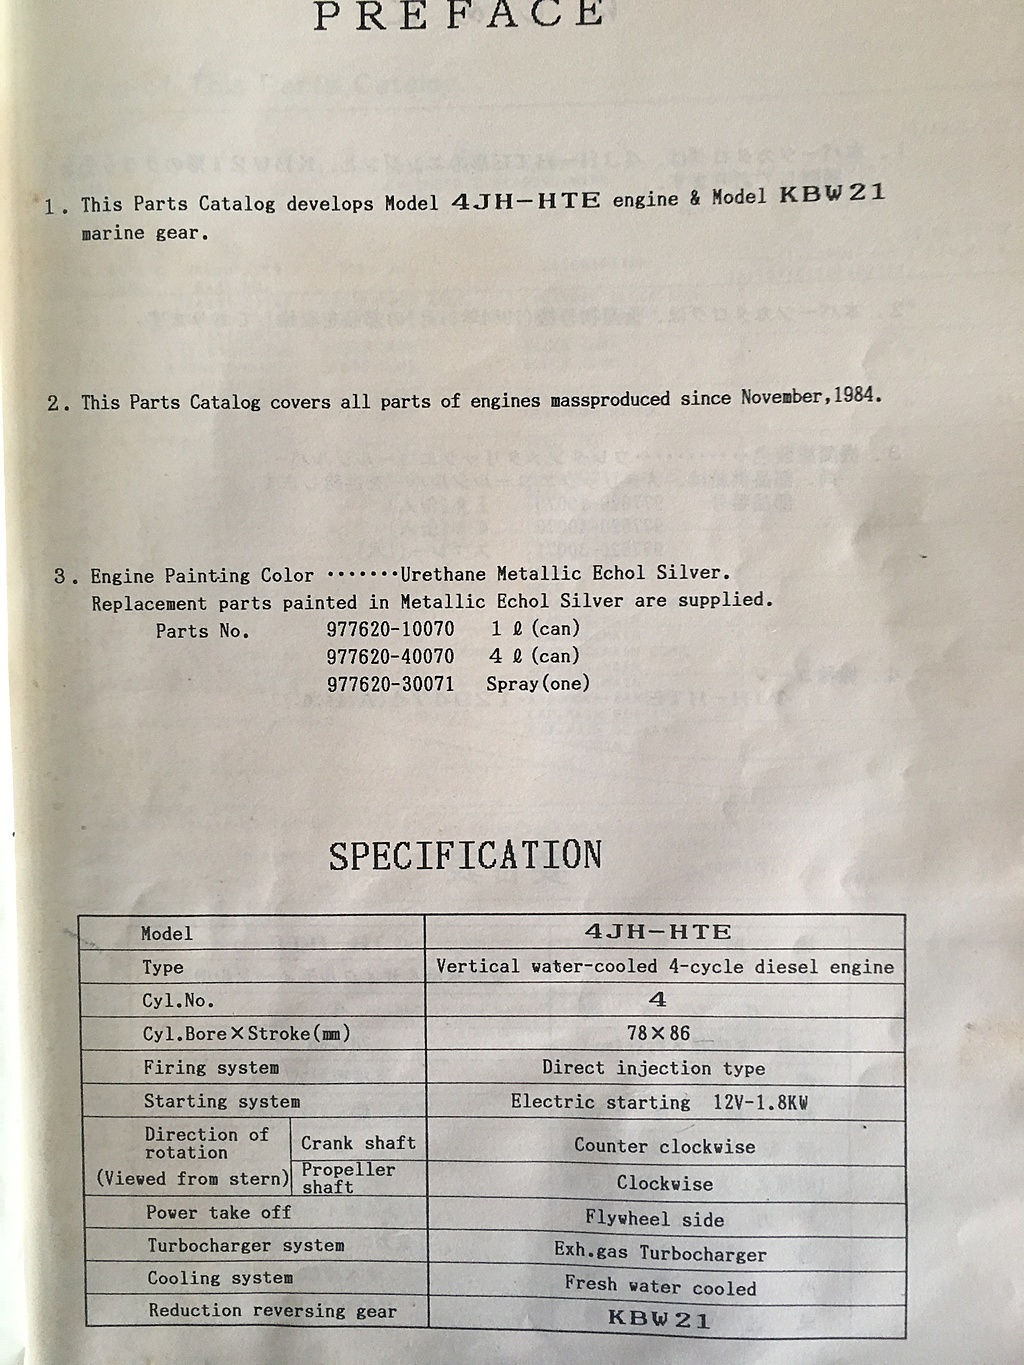 PREFACE
1. This Parts Catalog develops Model 4JH-HTE engine & Model KBW21
marine gear.
2. This Parts Catalog covers all parts of engines massproduced since November,1984.
3. Engine Painting Color ·······Urethane Metallic Echol Silver.
Replacement parts painted in Metallic Echol Silver are supplied.
Parts No. 977620-10070 1 ℓ (can)
977620-40070 4 ℓ (can)
977620-30071 Spray(one)
SPECIFICATION
Model 4JH-HTE
Type Vertical water-cooled 4-cycle diesel engine
Cyl.No. 4
Cyl.Bore×Stroke(mm) 78×86
Firing system Direct injection type
Starting system Electric starting 12V-1.8KW
Direction of
rotation
(Viewed from stern)
Crank shaft Counter clockwise
Propeller
shaft
Clockwise
Power take off Flywheel side
Turbocharger system Exh.gas Turbocharger
Cooling system Fresh water cooled
Reduction reversing gear KBW21